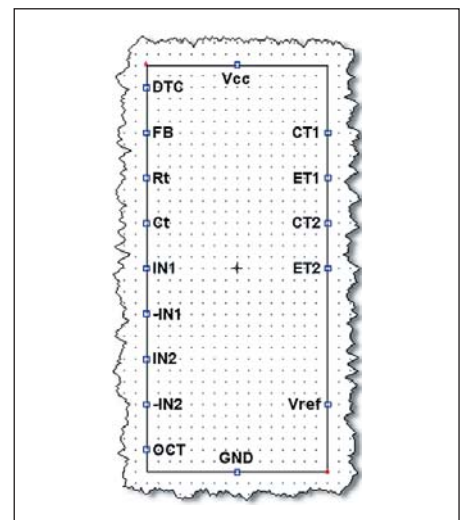 Vcc
DTC
FB
CT1
Rt
ET1
Ct
CT2
IN1
ET2
-IN1
IN2
-IN2
Vref
OCT
GND